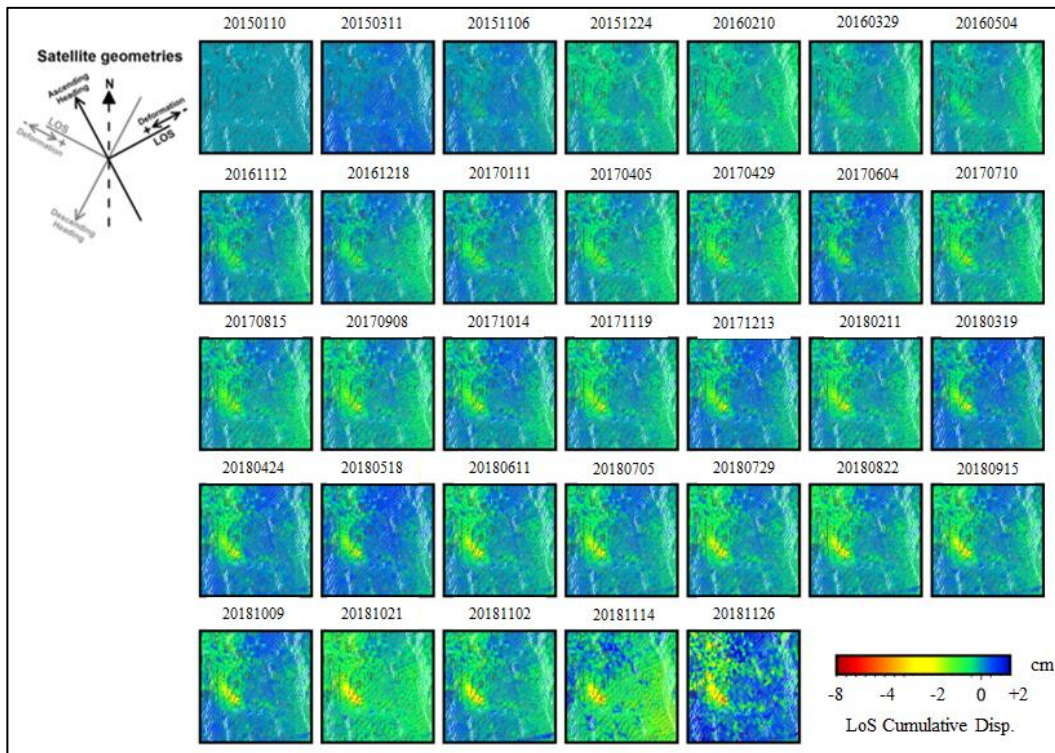 20150110 20150311 20151106 20151224 20160210 20160329 20160504
Satellite geometries
Ascending
Heading
N
Deformation
- +
LOS
Deformation
+ -
LOS
Descending
Heading
20161112 20161218 20170111 20170405 20170429 20170604 20170710
20170815 20170908 20171014 20171119 20171213 20180211 20180319
20180424 20180518 20180611 20180705 20180729 20180822 20180915
20181009 20181021 20181102 20181114 20181126
cm
-8 -4 -2 0 +2
LoS Cumulative Disp.